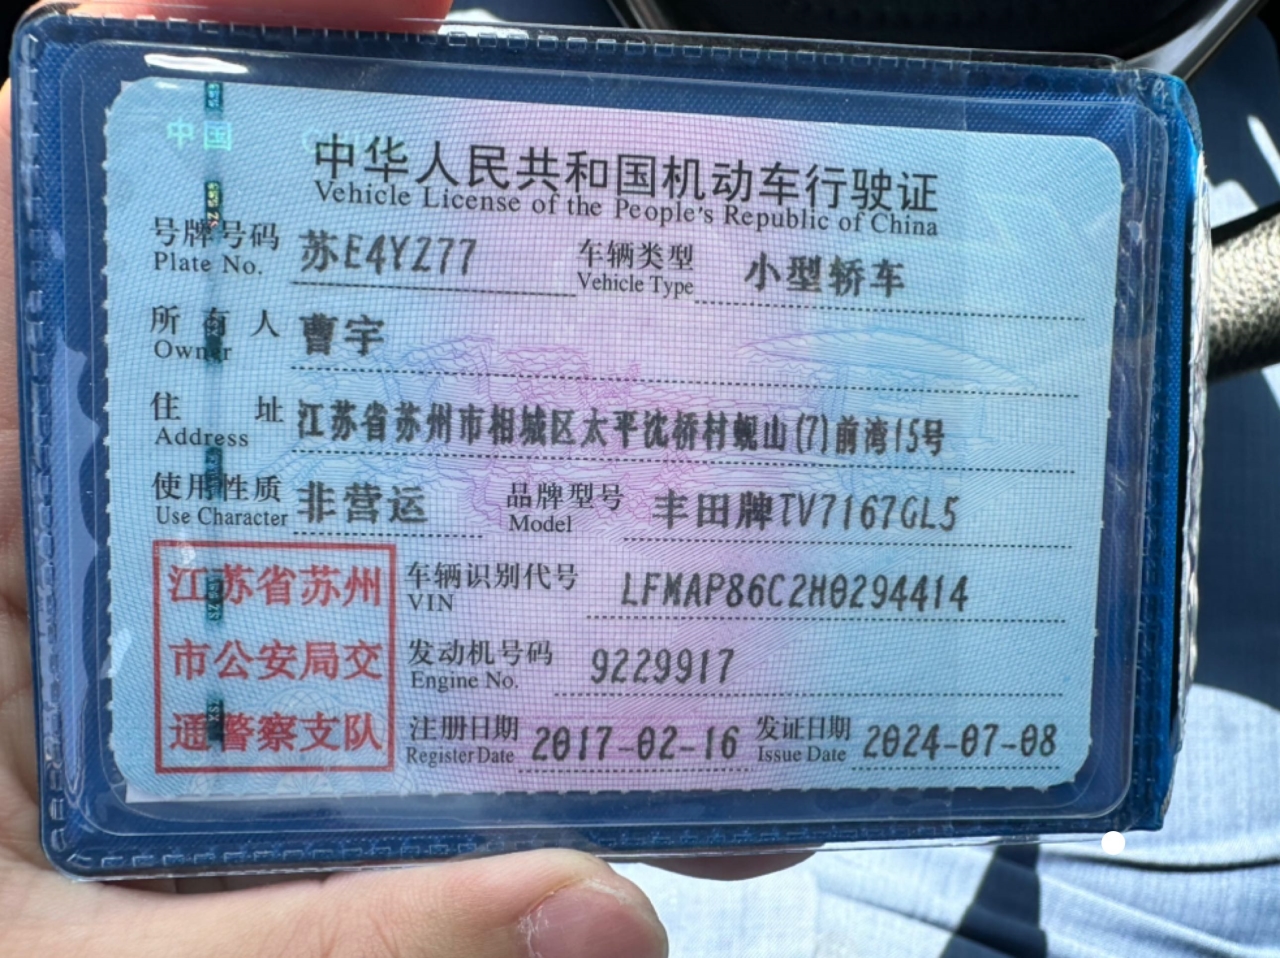 中国
中华人民共和国机动车行驶证
Vehicle License of the People's Republic of China
号牌号码 苏E4YZ77 车辆类型 小型轿车
Plate No. Vehicle Type
所有人 曹宇
Owner
住址 江苏省苏州市相城区太平沈桥村蚬山(7)前湾15号
Address
使用性质 非营运 品牌型号 丰田牌TV7167GL5
Use Character Model
江苏省苏州
市公安局交
通警察支队
车辆识别代号 LFMAP86C2H0294414
VIN
发动机号码 9229917
Engine No.
注册日期 2017-02-16 发证日期 2024-07-08
Register Date Issue Date